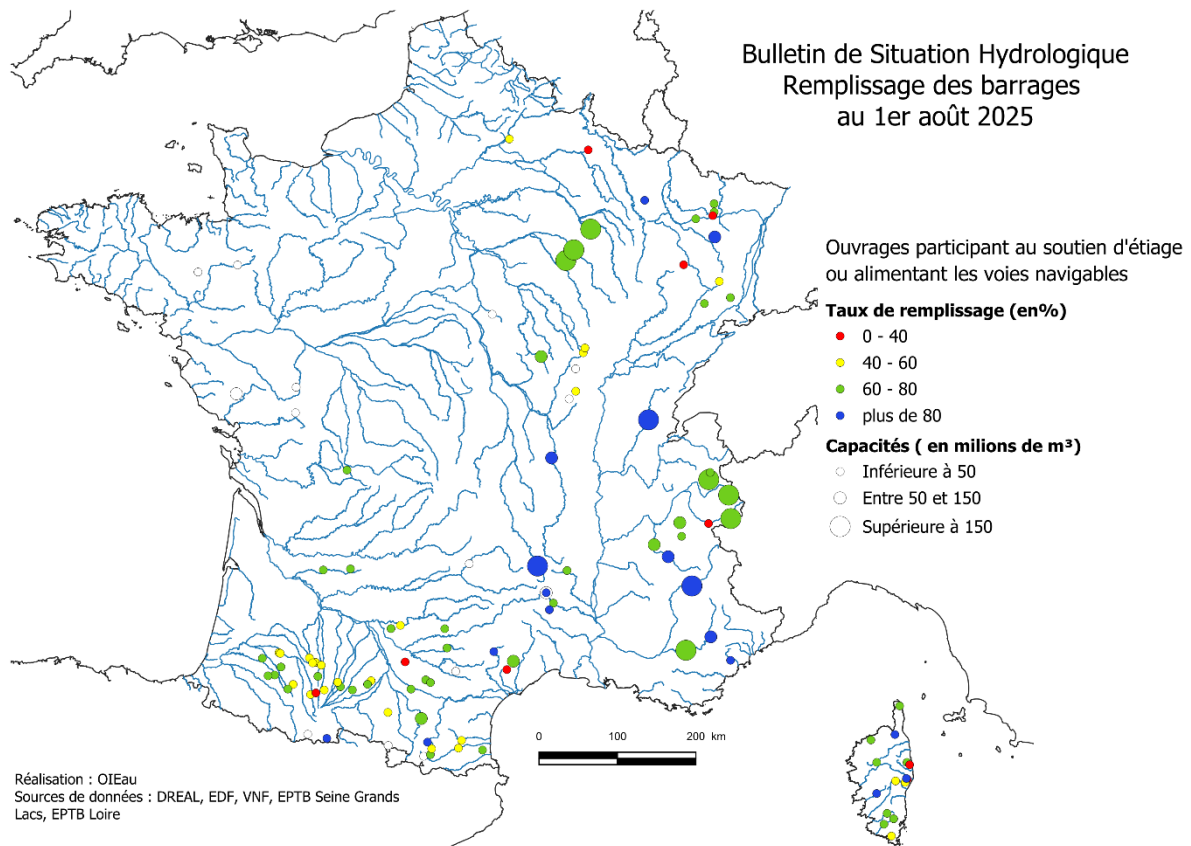 Bulletin de Situation Hydrologique
Remplissage des barrages
au 1er août 2025
Ouvrages participant au soutien d'étiage
ou alimentant les voies navigables
Taux de remplissage (en%)
0 - 40
40 - 60
60 - 80
plus de 80
Capacités ( en milions de m³)
Inférieure à 50
Entre 50 et 150
Supérieure à 150
0 100 200 km
Réalisation : OIEau
Sources de données : DREAL, EDF, VNF, EPTB Seine Grands
Lacs, EPTB Loire